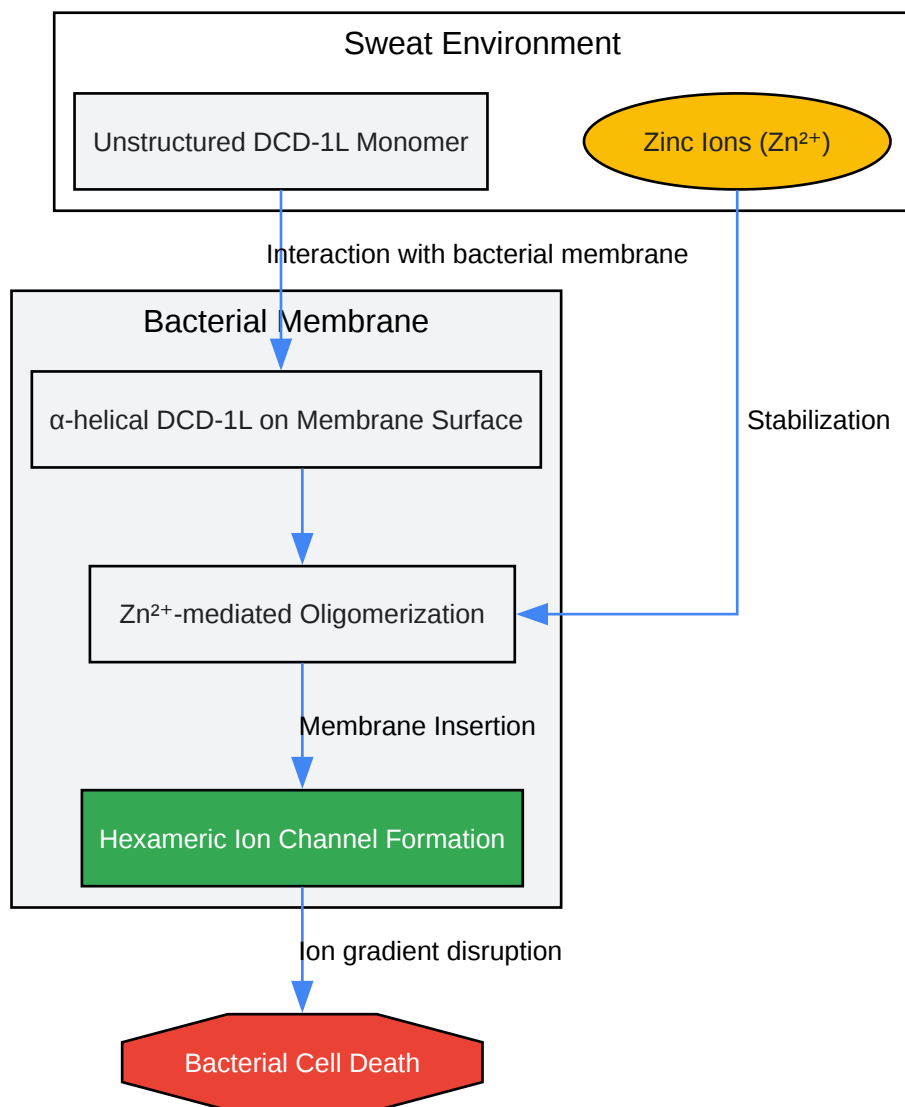 Sweat Environment
Unstructured DCD-1L Monomer
Zinc Ions (Zn²⁺)
Interaction with bacterial membrane
Bacterial Membrane
α-helical DCD-1L on Membrane Surface
Stabilization
Zn²⁺-mediated Oligomerization
Membrane Insertion
Hexameric Ion Channel Formation
Ion gradient disruption
Bacterial Cell Death